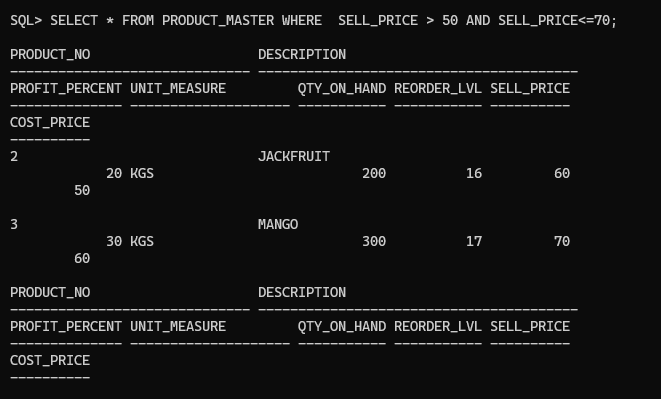 SQL> SELECT * FROM PRODUCT_MASTER WHERE  SELL_PRICE > 50 AND SELL_PRICE<=70;
PRODUCT_NO                     DESCRIPTION
------------------------------ ----------------------------------------
PROFIT_PERCENT UNIT_MEASURE         QTY_ON_HAND REORDER_LVL SELL_PRICE
-------------- -------------------- ----------- ----------- ----------
COST_PRICE
----------
2                              JACKFRUIT
            20 KGS                          200          16         60
        50
3                              MANGO
            30 KGS                          300          17         70
        60
PRODUCT_NO                     DESCRIPTION
------------------------------ ----------------------------------------
PROFIT_PERCENT UNIT_MEASURE         QTY_ON_HAND REORDER_LVL SELL_PRICE
-------------- -------------------- ----------- ----------- ----------
COST_PRICE
----------